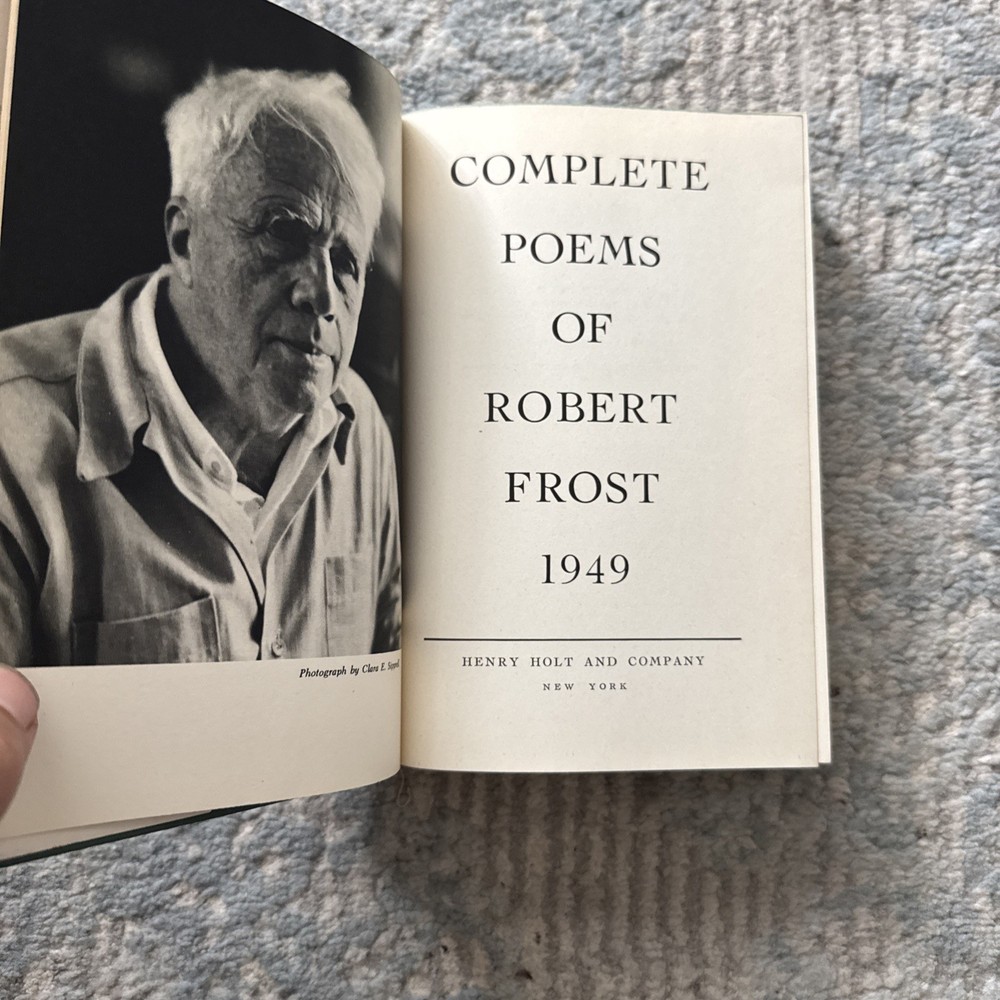 Photograph by Clara E.
COMPLETE
POEMS
OF
ROBERT
FROST
1949
HENRY HOLT AND COMPANY
NEW YORK